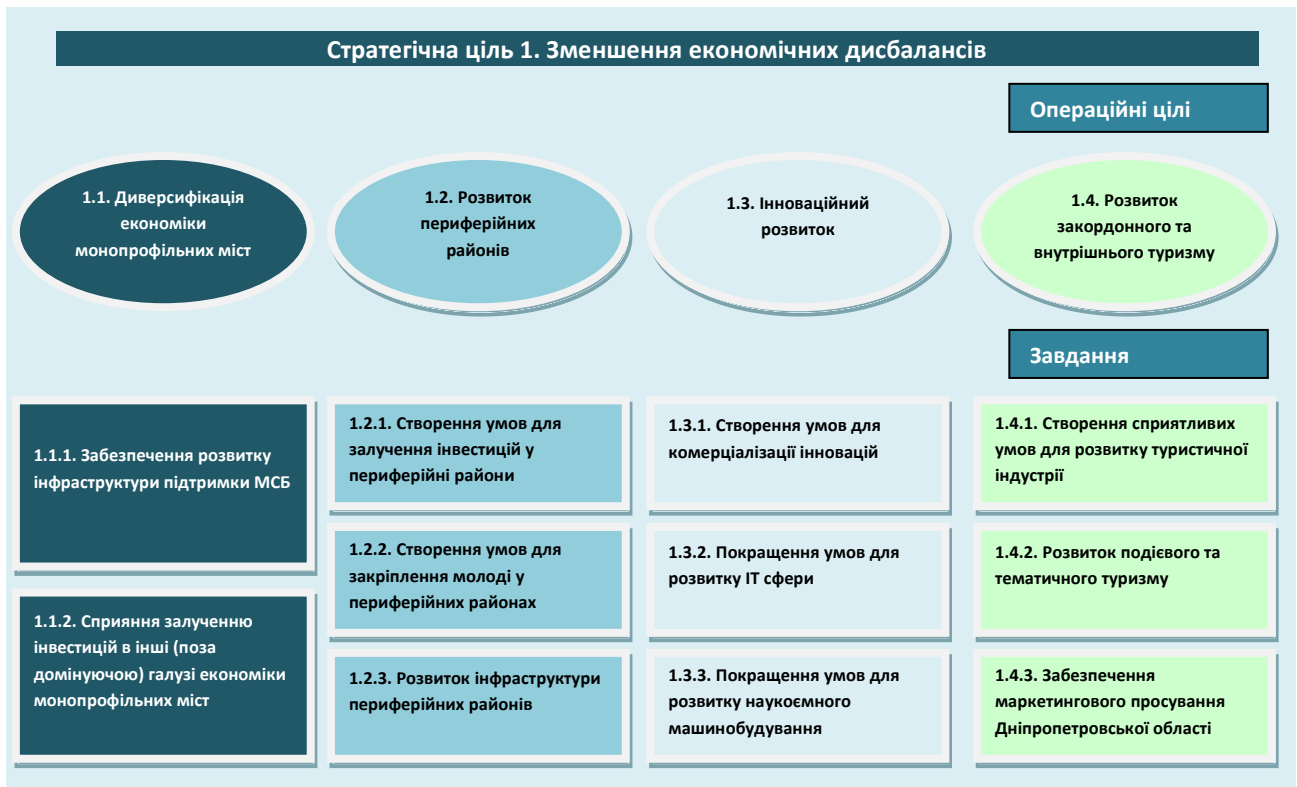 Стратегічна ціль 1. Зменшення економічних дисбалансів
Операційні цілі
1.1. Диверсифікація
економіки
монопрофільних міст
1.2. Розвиток
периферійних
районів
1.3. Інноваційний
розвиток
1.4. Розвиток
закордонного та
внутрішнього туризму
Завдання
1.1.1. Забезпечення розвитку
інфраструктури підтримки МСБ
1.1.2. Сприяння залученню
інвестицій в інші (поза
домінуючою) галузі економіки
монопрофільних міст
1.2.1. Створення умов для
залучення інвестицій у
периферійні райони
1.2.2. Створення умов для
закріплення молоді у
периферійних районах
1.2.3. Розвиток інфраструктури
периферійних районів
1.3.1. Створення умов для
комерціалізації інновацій
1.3.2. Покращення умов для
розвитку ІТ сфери
1.3.3. Покращення умов для
розвитку наукоємного
машинобудування
1.4.1. Створення сприятливих
умов для розвитку туристичної
індустрії
1.4.2. Розвиток подієвого та
тематичного туризму
1.4.3. Забезпечення
маркетингового просування
Дніпропетровської області